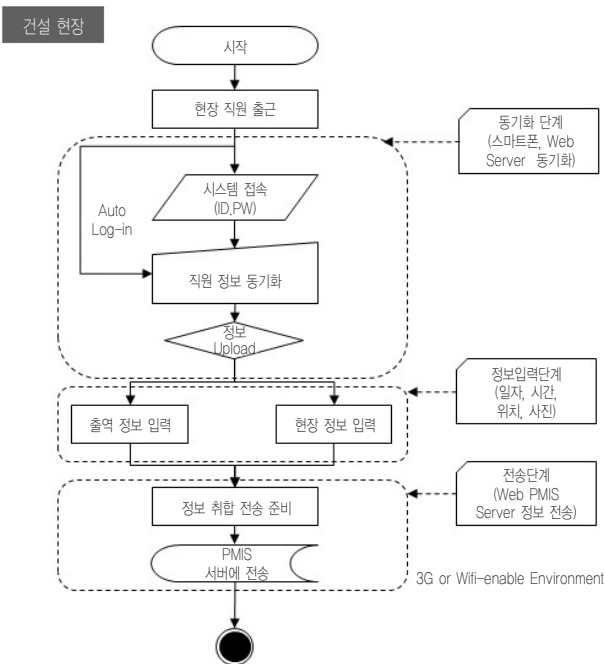 건설 현장
시작
현장 직원 출근
동기화 단계
(스마트폰, Web
Server 동기화)
시스템 접속
(ID.PW)
Auto
Log-in
직원 정보 동기화
정보
Upload
정보입력단계
(일자, 시간,
위치, 사진)
출역 정보 입력
현장 정보 입력
전송단계
(Web PMIS
Server 정보 전송)
정보 취합 전송 준비
PMIS
서버에 전송
3G or Wifi-enable Environment